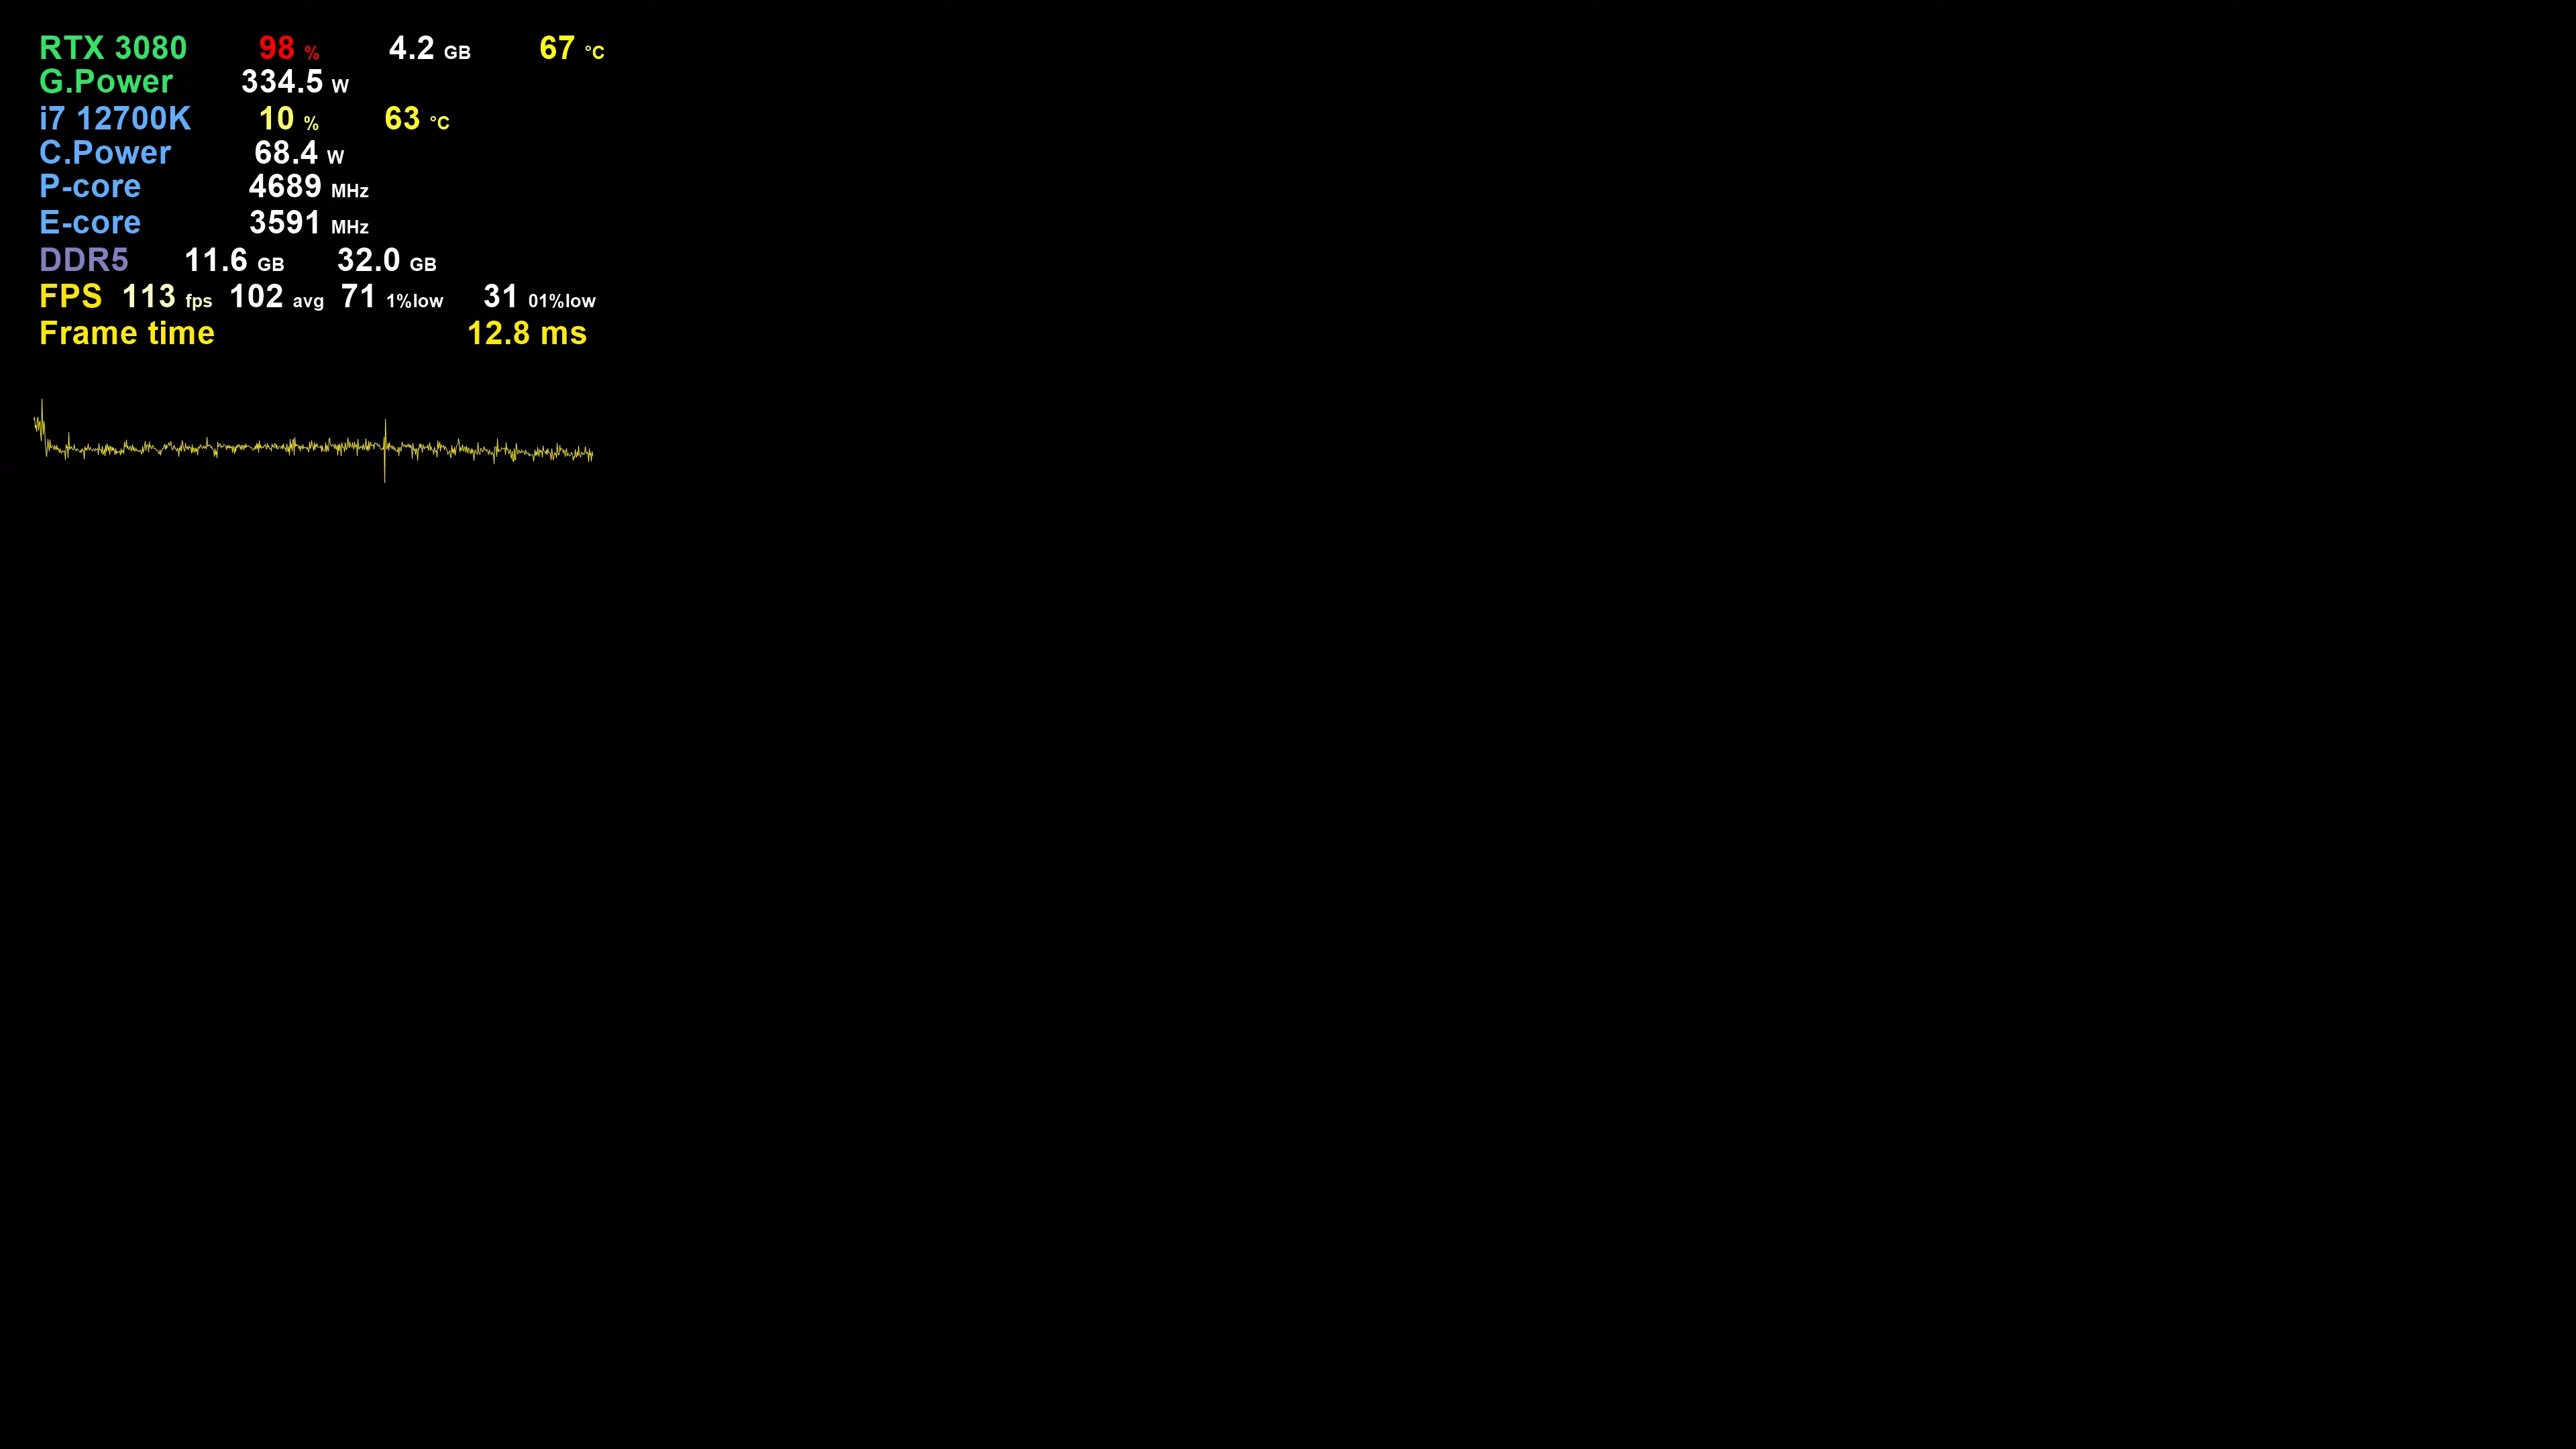 RTX 3080 98 % 4.2 GB 67 °C
G.Power 334.5 W
i7 12700K 10 % 63 °C
C.Power 68.4 W
P-core 4689 MHz
E-core 3591 MHz
DDR5 11.6 GB 32.0 GB
FPS 113 fps 102 avg 71 1%low 31 01%low
Frame time 12.8 ms